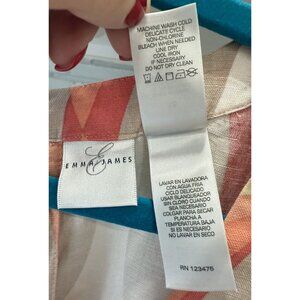 MACHINE WASH COLD
DELICATE CYCLE
NON-CHLORINE
BLEACH WHEN NEEDED
LINE DRY
COOL IRON
IF NECESSARY
DO NOT DRY CLEAN
E
EMMA JAMES
LAVAR EN LAVADORA
CON AGUA FRIA
CICLO DELICADO
USAR BLANQUEADOR
SIN CLORO CUANDO
SEA NECESARIO
COLGAR PARA SECAR
PLANCHA A
TEMPERATURA BAJA
SI ES NECESARIO
NO LAVAR EN SECO
RN 123475